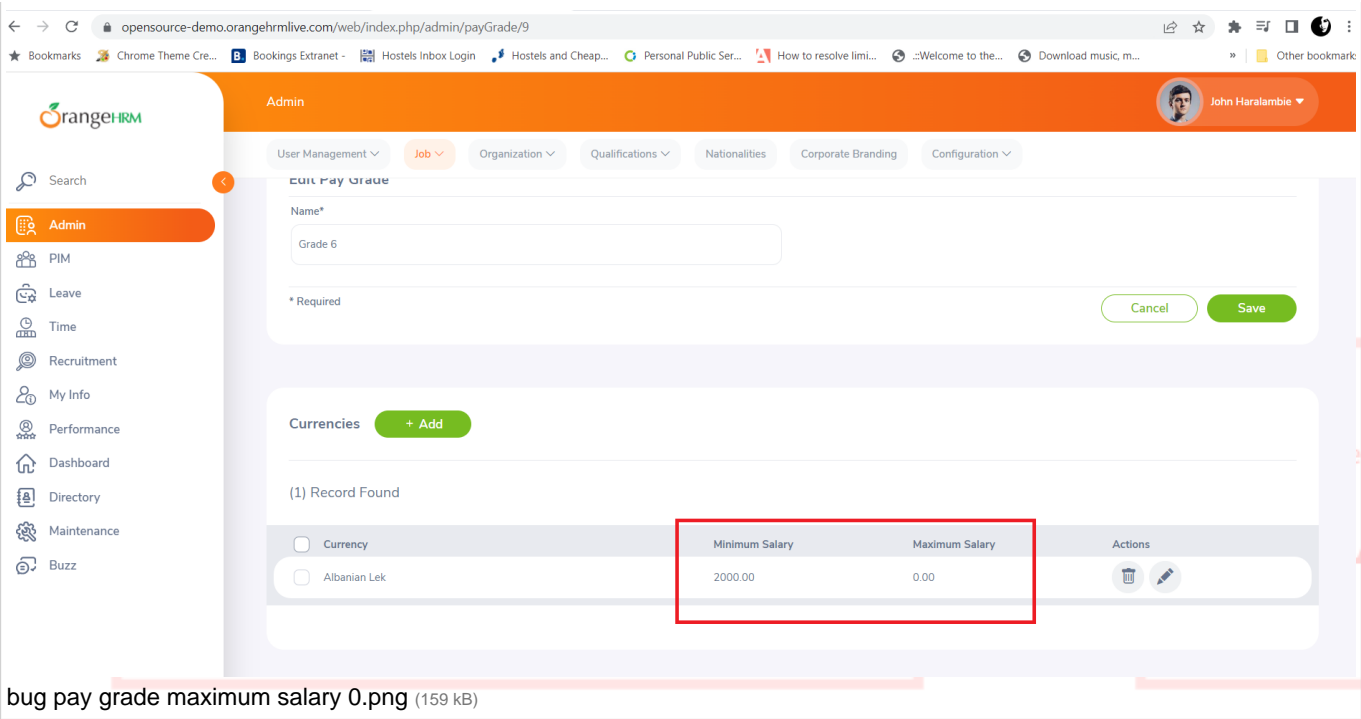 opensource-demo.orangehrmlive.com/web/index.php/admin/payGrade/9
Bookmarks Chrome Theme Cre... B. Bookings Extranet - Hostels Inbox Login Hostels and Cheap... Personal Public Ser... How to resolve limi... .::Welcome to the... Download music, m... » Other bookmark
OrangeHRM
Admin
John Haralambie
User Management Job Organization Qualifications Nationalities Corporate Branding Configuration
Search
Edit Pay Grade
Name*
Admin
Grade 6
PIM
Leave
* Required
Cancel Save
Time
Recruitment
My Info
Performance
Currencies + Add
Dashboard
Directory
(1) Record Found
Maintenance
Currency Minimum Salary Maximum Salary Actions
Buzz
Albanian Lek 2000.00 0.00
bug pay grade maximum salary 0.png (159 kB)